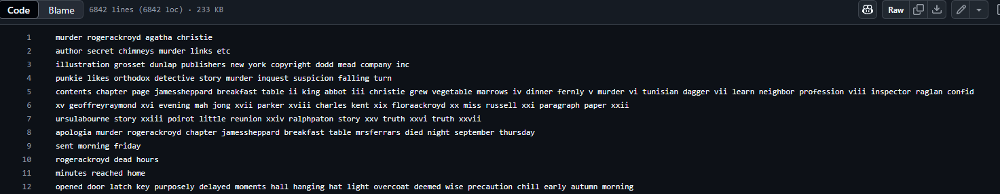 Code Blame 6842 lines (6842 loc) · 233 KB Raw
1 murder rogerackroyd agatha christie
2 author secret chimneys murder links etc
3 illustration grosset dunlap publishers new york copyright dodd mead company inc
4 punkie likes orthodox detective story murder inquest suspicion falling turn
5 contents chapter page jamessheppard breakfast table ii king abbot iii christie grew vegetable marrows iv dinner fernly v murder vi tunisian dagger vii learn neighbor profession viii inspector raglan confid
6 xv geoffreyraymond xvi evening mah jong xvii parker xviii charles kent xix floraackroyd xx miss russell xxi paragraph paper xxii
7 ursulabourne story xxiii poirot little reunion xxiv ralphpaton story xxv truth xxvi truth xxvii
8 apologia murder rogerackroyd chapter jamessheppard breakfast table mrsferrars died night september thursday
9 sent morning friday
10 rogerackroyd dead hours
11 minutes reached home
12 opened door latch key purposely delayed moments hall hanging hat light overcoat deemed wise precaution chill early autumn morning